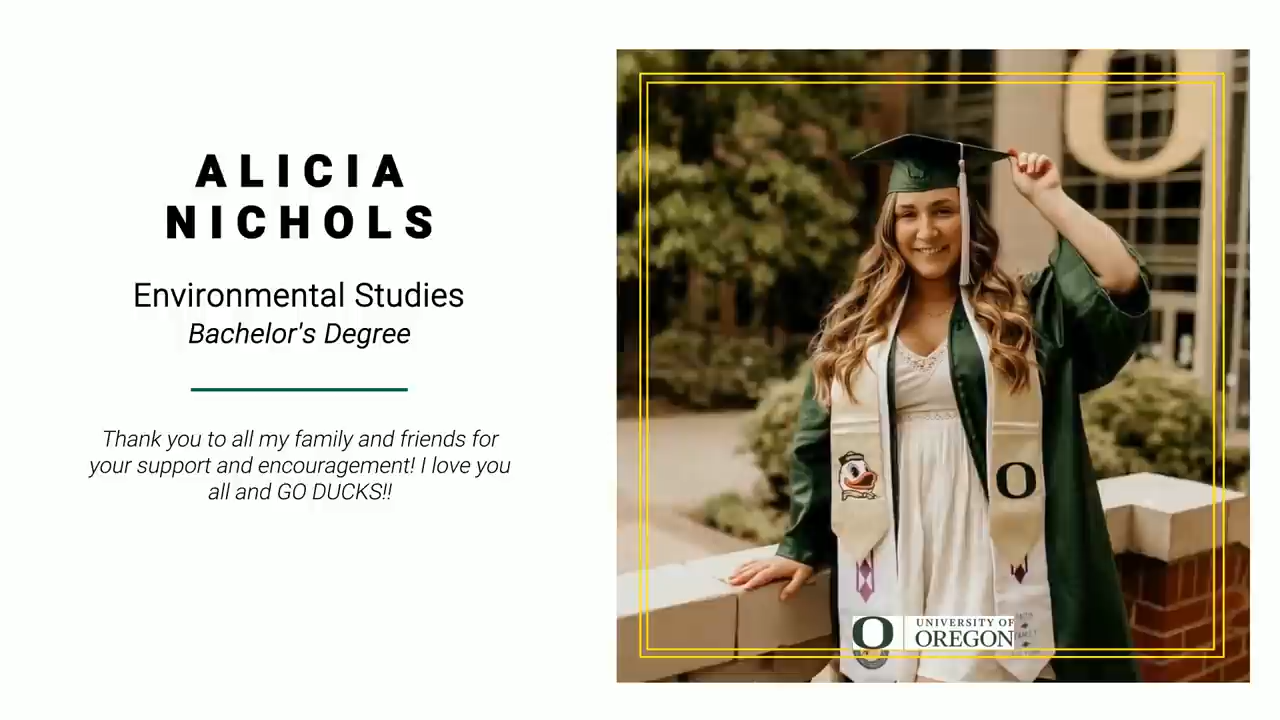 ALICIA
NICHOLS
Environmental Studies
Bachelor's Degree
Thank you to all my family and friends for
your support and encouragement! I love you
all and GO DUCKS!!
O
O
O
UNIVERSITY OF
OREGON
FAMILY